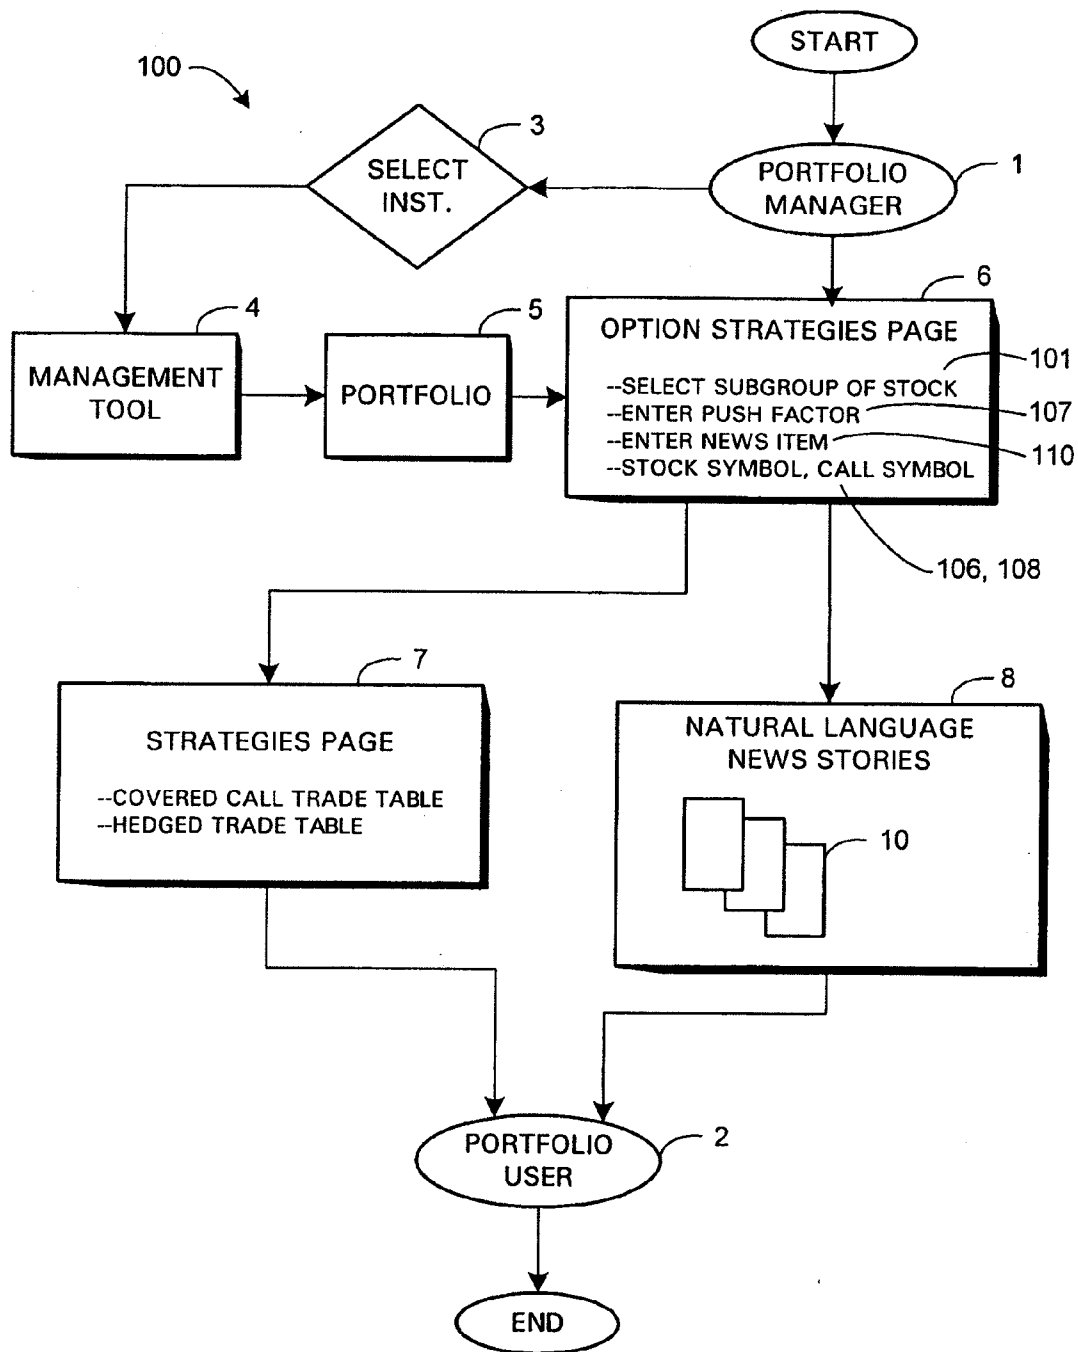 START
100
3
SELECT
INST.
PORTFOLIO
MANAGER
1
4
MANAGEMENT
TOOL
5
PORTFOLIO
6
OPTION STRATEGIES PAGE
101
--SELECT SUBGROUP OF STOCK
--ENTER PUSH FACTOR
107
--ENTER NEWS ITEM
110
--STOCK SYMBOL, CALL SYMBOL
106, 108
7
STRATEGIES PAGE
--COVERED CALL TRADE TABLE
--HEDGED TRADE TABLE
8
NATURAL LANGUAGE
NEWS STORIES
10
PORTFOLIO
USER
2
END